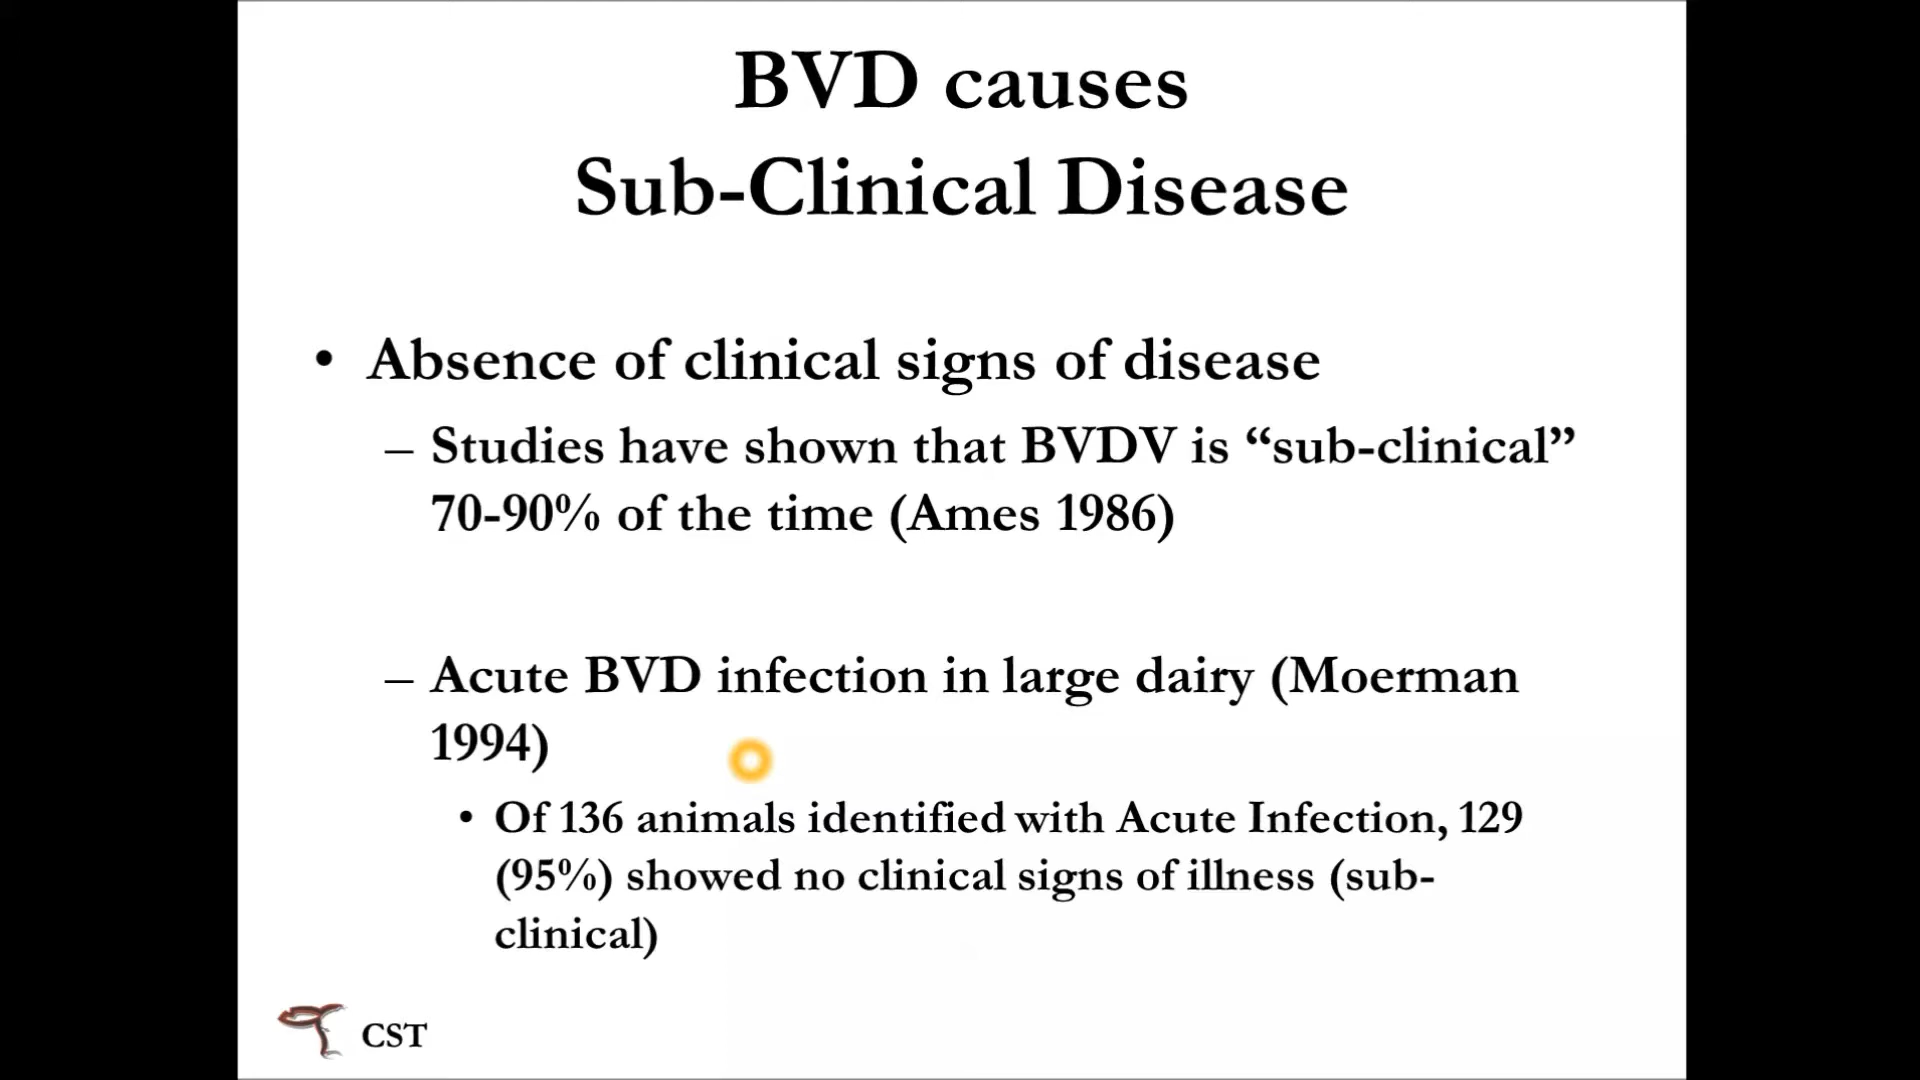 BVD causes
Sub-Clinical Disease
• Absence of clinical signs of disease
– Studies have shown that BVDV is “sub-clinical”
70-90% of the time (Ames 1986)
– Acute BVD infection in large dairy (Moerman
1994)
• Of 136 animals identified with Acute Infection, 129
(95%) showed no clinical signs of illness (sub-
clinical)
CST